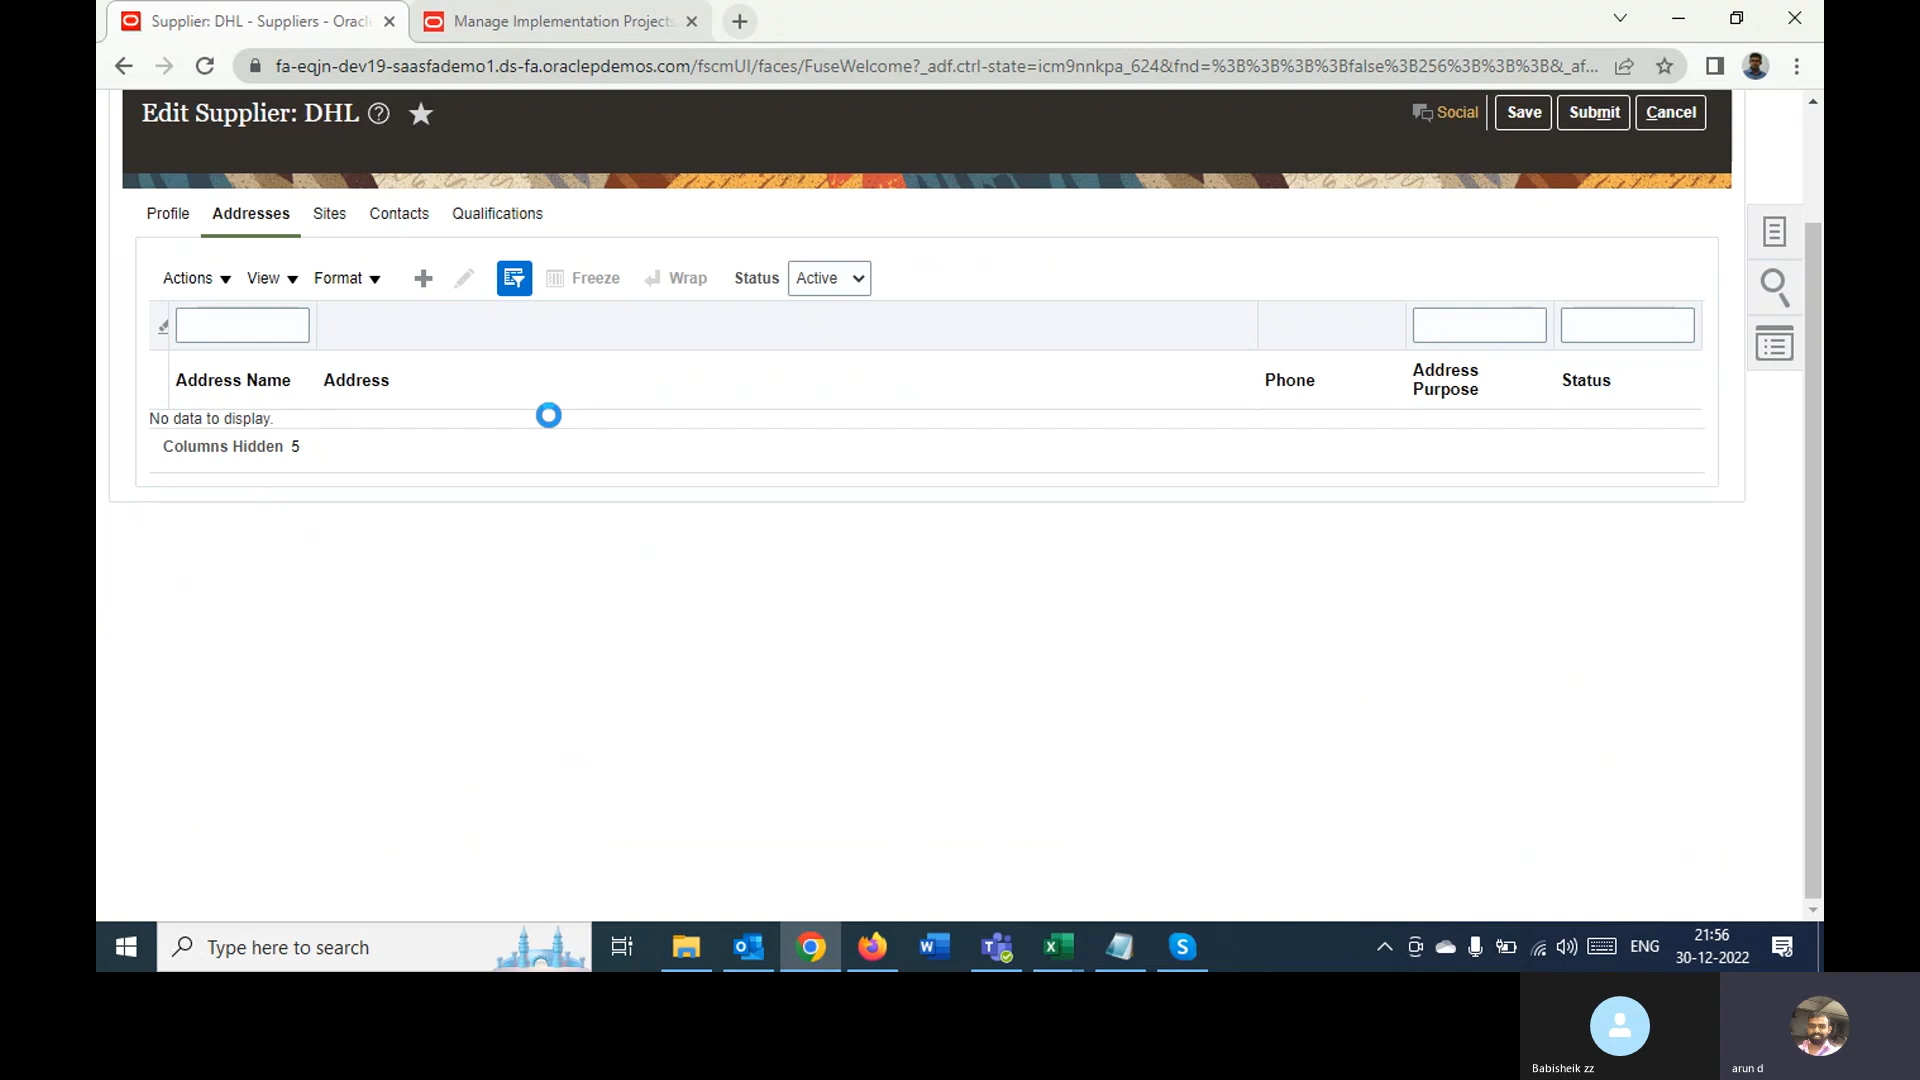 Supplier: DHL - Suppliers - Oracle
Manage Implementation Projects
fa-eqjn-dev19-saasfademo1.ds-fa.oraclepdemos.com/fscmUI/faces/FuseWelcome?_adf.ctrl-state=icm9nnkpa_624&fnd=%3B%3B%3B%3Bfalse%3B256%3B%3B%3B&_af...
Edit Supplier: DHL
Social
Save
Submit
Cancel
Profile
Addresses
Sites
Contacts
Qualifications
Actions
View
Format
Freeze
Wrap
Status
Active
Address Name
Address
Phone
Address
Purpose
Status
No data to display.
Columns Hidden 5
Type here to search
ENG
21:56
30-12-2022
Babisheik zz
arun d